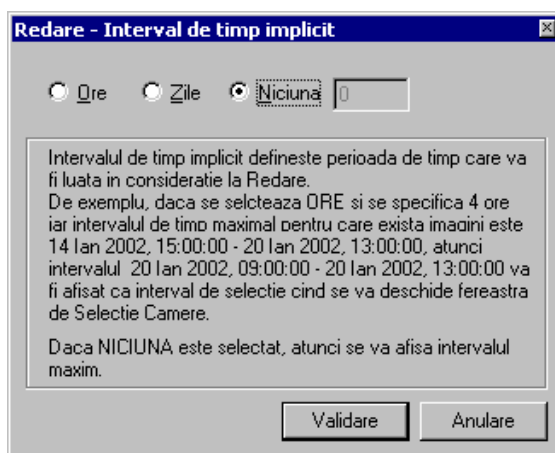 Redare - Interval de timp implicit
Ore Zile Niciuna 0
Intervalul de timp implicit defineste perioada de timp care va
fi luata in consideratie la Redare.
De exemplu, daca se selcteaza ORE si se specifica 4 ore
iar intervalul de timp maximal pentru care exista imagini este
14 Ian 2002, 15:00:00 - 20 Ian 2002, 13:00:00, atunci
intervalul 20 Ian 2002, 09:00:00 - 20 Ian 2002, 13:00:00 va
fi afisat ca interval de selectie cind se va deschide fereastra
de Selectie Camere.
Daca NICIUNA este selectat, atunci se va afisa intervalul
maxim.
Validare Anulare